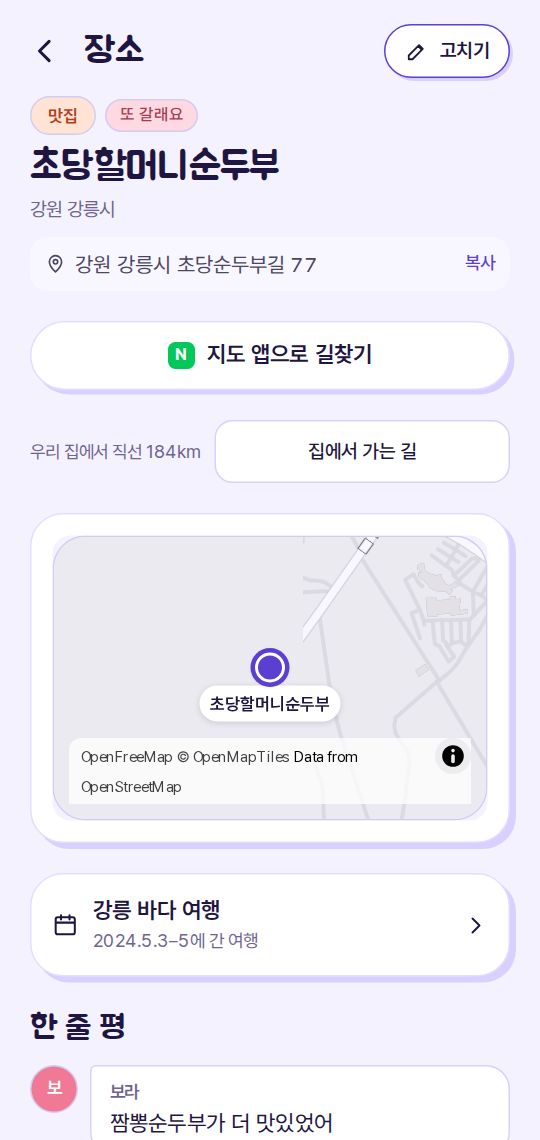 장소
고치기
맛집
또 갈래요
초당할머니순두부
강원 강릉시
강원 강릉시 초당순두부길 77
복사
N 지도 앱으로 길찾기
우리 집에서 직선 184km
집에서 가는 길
초당할머니순두부
OpenFreeMap © OpenMapTiles Data from
OpenStreetMap
강릉 바다 여행
2024.5.3–5에 간 여행
한 줄 평
보
보라
짬뽕순두부가 더 맛있었어